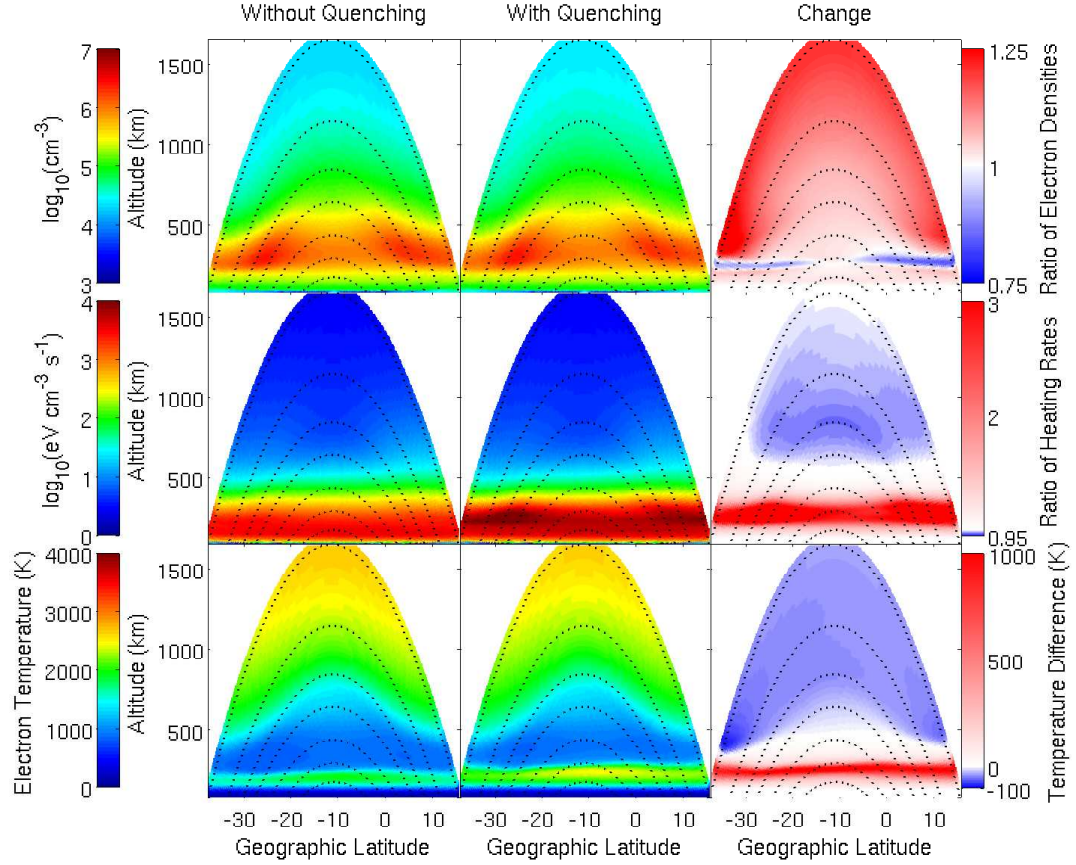 Without Quenching
With Quenching
Change
log10(cm-3)
7
6
5
4
3
Altitude (km)
1500
1000
500
1.25
1
0.75
Ratio of Electron Densities
log10(eV cm-3 s-1)
4
3
2
1
0
Altitude (km)
1500
1000
500
3
2
0.95
Ratio of Heating Rates
Electron Temperature (K)
4000
3000
2000
1000
0
Altitude (km)
1500
1000
500
1000
500
0
-100
Temperature Difference (K)
-30 -20 -10 0 10
-30 -20 -10 0 10
-30 -20 -10 0 10
Geographic Latitude
Geographic Latitude
Geographic Latitude